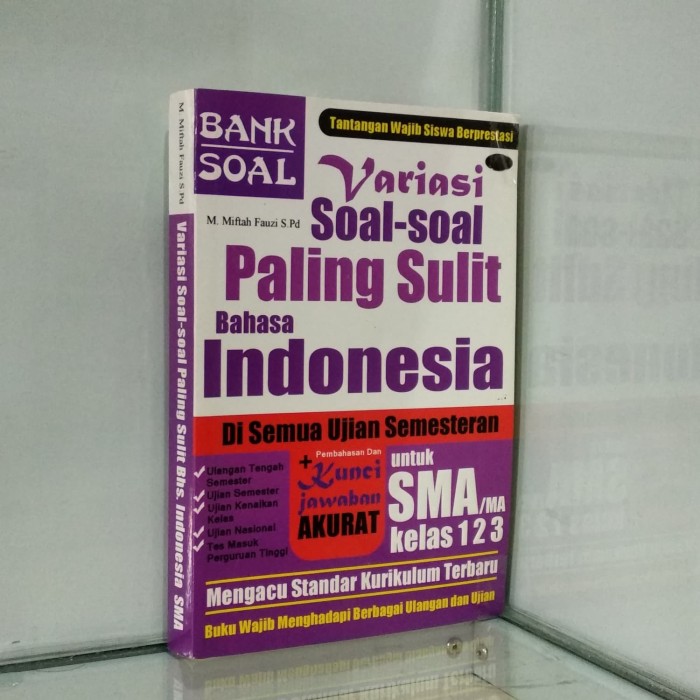 M. Miftah Fauzi S.Pd
Variasi Soal-soal Paling Sulit Bhs. Indonesia SMA
BANK
SOAL
Tantangan Wajib Siswa Berprestasi
Variasi
M. Miftah Fauzi S.Pd
Soal-soal
Paling Sulit
Bahasa
Indonesia
Di Semua Ujian Semesteran
Ulangan Tengah
Semester
Ujian Semester
Ujian Kenaikan
Kelas
Ujian Nasional
Tes Masuk
Perguruan Tinggi
Pembahasan Dan
+ Kunci
jawaban
AKURAT
untuk
SMA/MA
kelas 1 2 3
Mengacu Standar Kurikulum Terbaru
Buku Wajib Menghadapi Berbagai Ulangan dan Ujian